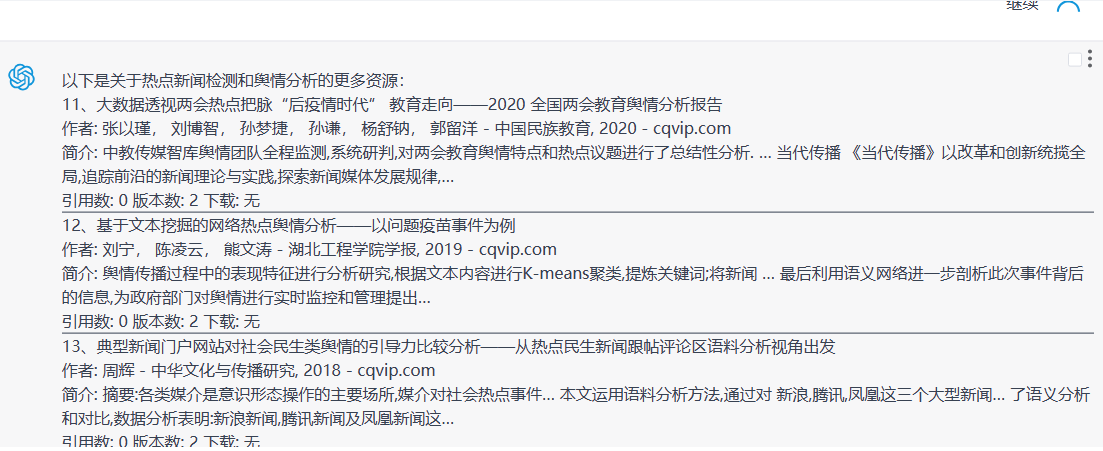 继续
以下是关于热点新闻检测和舆情分析的更多资源：
11、大数据透视两会热点把脉“后疫情时代” 教育走向——2020 全国两会教育舆情分析报告
作者: 张以瑾， 刘博智， 孙梦捷， 孙谦， 杨舒钠， 郭留洋 - 中国民族教育, 2020 - cqvip.com
简介: 中教传媒智库舆情团队全程监测,系统研判,对两会教育舆情特点和热点议题进行了总结性分析. … 当代传播 《当代传播》以改革和创新统揽全
局,追踪前沿的新闻理论与实践,探索新闻媒体发展规律,…
引用数: 0 版本数: 2 下载: 无
12、基于文本挖掘的网络热点舆情分析——以问题疫苗事件为例
作者: 刘宁， 陈凌云， 熊文涛 - 湖北工程学院学报, 2019 - cqvip.com
简介: 舆情传播过程中的表现特征进行分析研究,根据文本内容进行K-means聚类,提炼关键词;将新闻 … 最后利用语义网络进一步剖析此次事件背后
的信息,为政府部门对舆情进行实时监控和管理提出…
引用数: 0 版本数: 2 下载: 无
13、典型新闻门户网站对社会民生类舆情的引导力比较分析——从热点民生新闻跟帖评论区语料分析视角出发
作者: 周辉 - 中华文化与传播研究, 2018 - cqvip.com
简介: 摘要:各类媒介是意识形态操作的主要场所,媒介对社会热点事件… 本文运用语料分析方法,通过对 新浪,腾讯,凤凰这三个大型新闻… 了语义分析
和对比,数据分析表明:新浪新闻,腾讯新闻及凤凰新闻这…
引用数: 0 版本数: 2 下载: 无